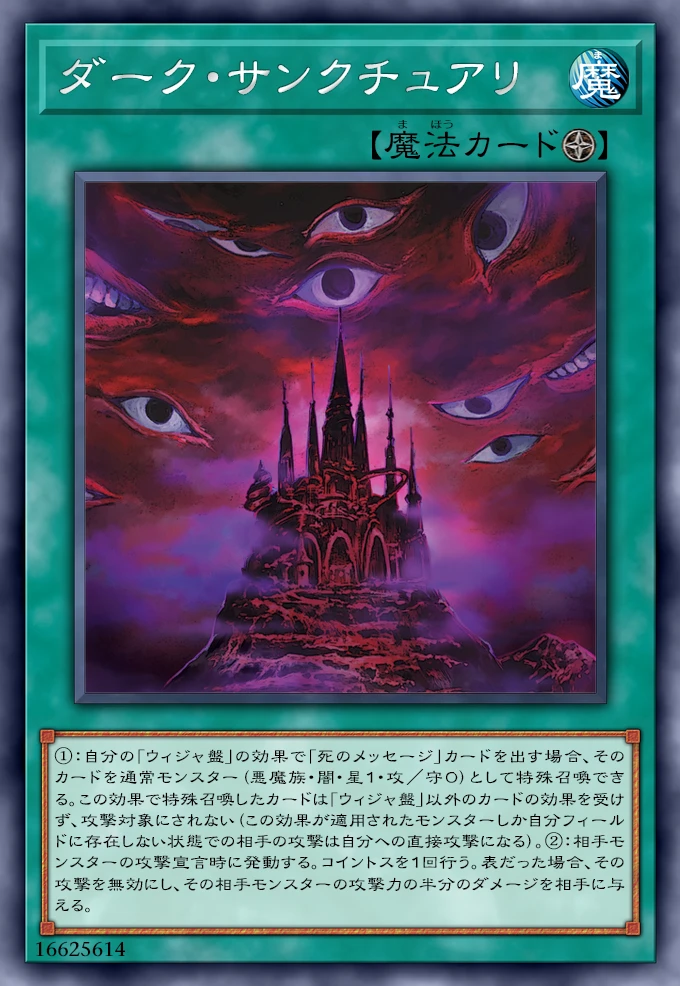 ダーク・サンクチュアリ
魔
ま
ま ほう
【魔法カード】
①:自分の「ウィジャ盤」の効果で「死のメッセージ」カードを出す場合、その
カードを通常モンスター(悪魔族・闇・星1・攻/守0)として特殊召喚でき
る。この効果で特殊召喚したカードは「ウィジャ盤」以外のカードの効果を受け
ず、攻撃対象にされない(この効果が適用されたモンスターしか自分フィール
ドに存在しない状態での相手の攻撃は自分への直接攻撃になる)。②:相手モ
ンスターの攻撃宣言時に発動する。コイントスを1回行う。表だった場合、その
攻撃を無効にし、その相手モンスターの攻撃力の半分のダメージを相手に与
える。
16625614